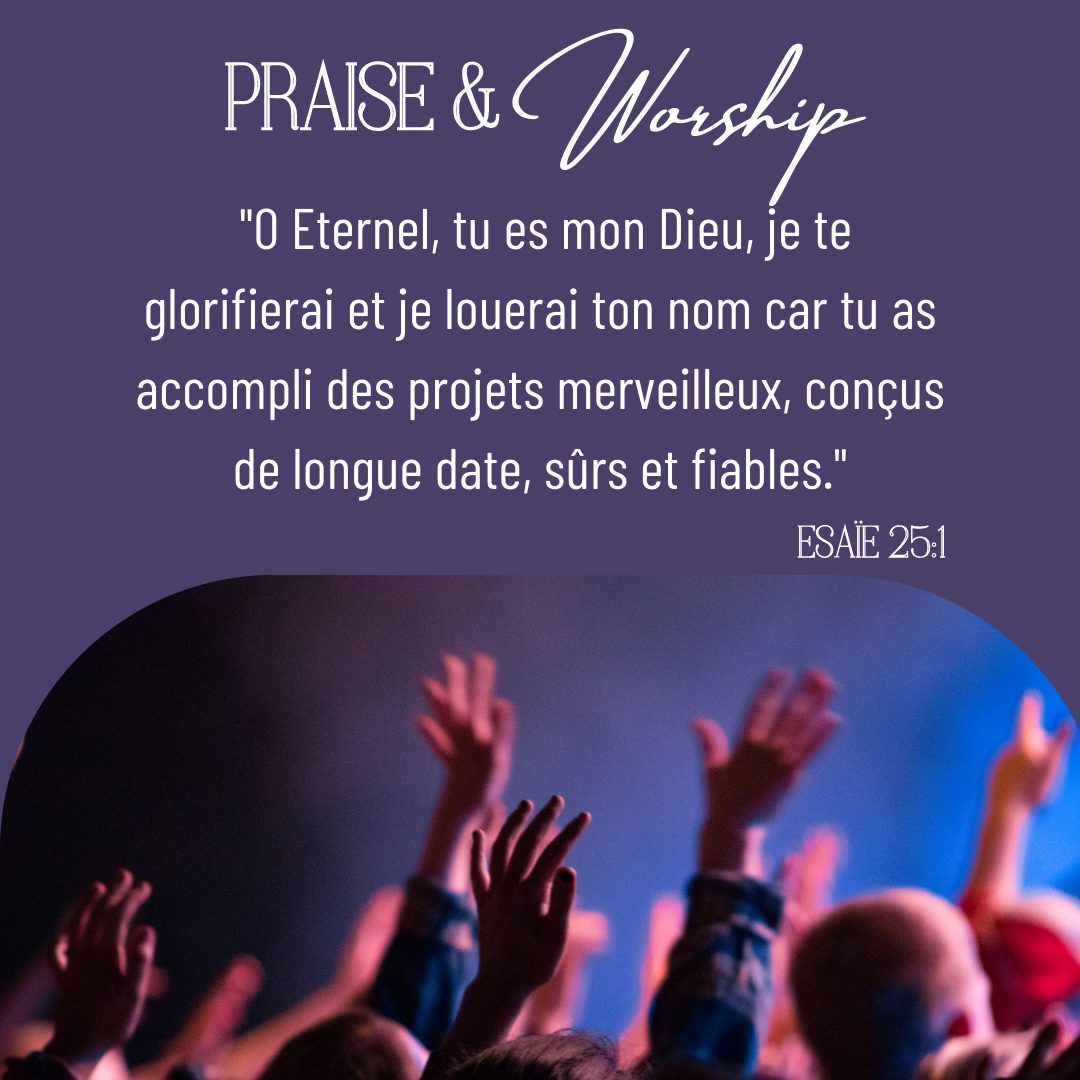 PRAISE & Worship
"O Eternel, tu es mon Dieu, je te
glorifierai et je louerai ton nom car tu as
accompli des projets merveilleux, conçus
de longue date, sûrs et fiables."
ESAÏE 25:1